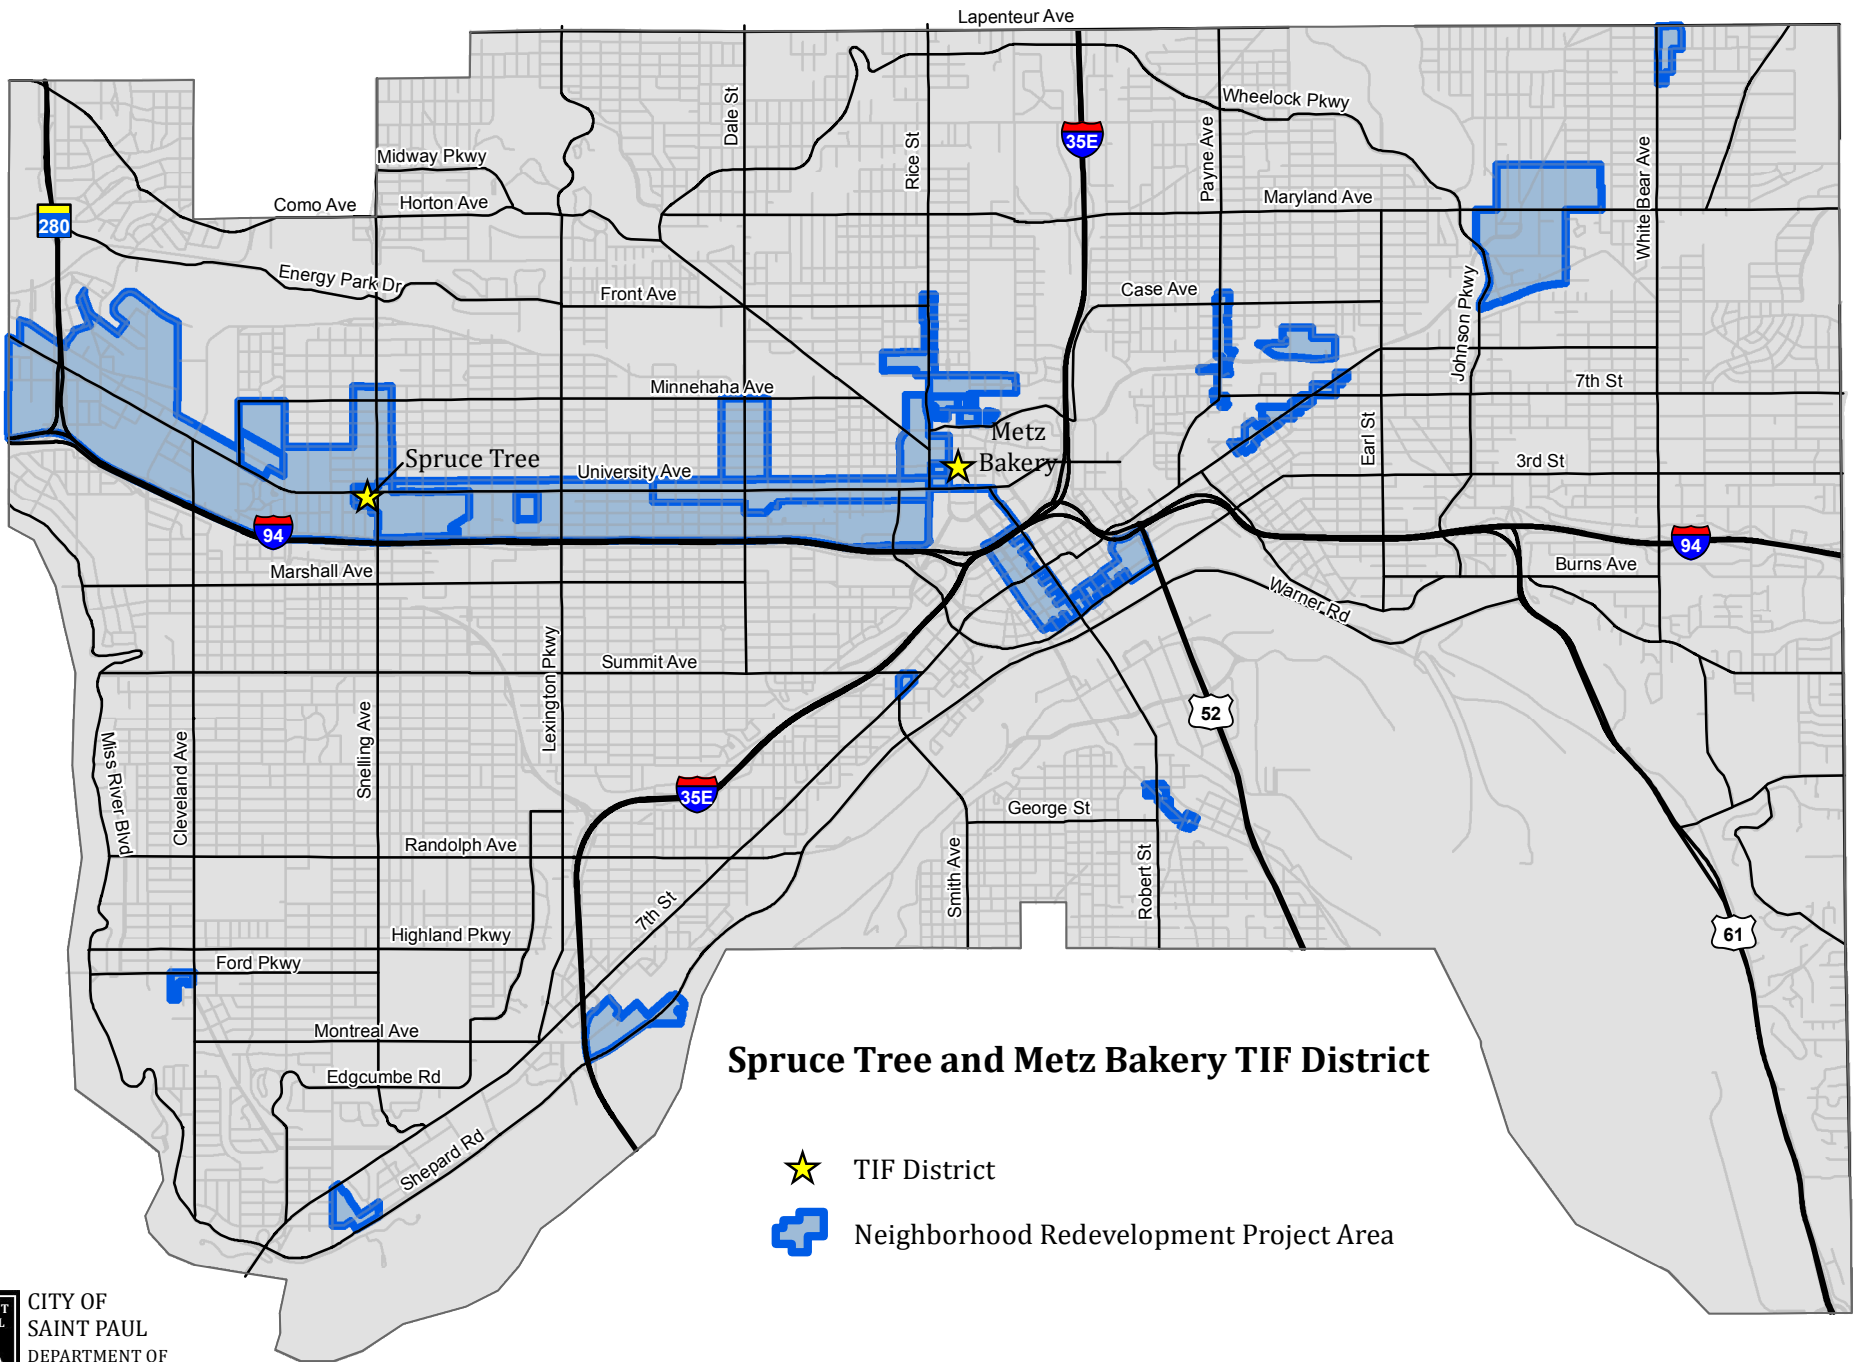 Lapenteur Ave
Wheelock Pkwy
Dale St
Rice St
35E
Payne Ave
White Bear Ave
Midway Pkwy
Como Ave
Horton Ave
Maryland Ave
280
Energy Park Dr
Front Ave
Case Ave
Johnson Pkwy
Minnehaha Ave
7th St
Metz
Bakery
Spruce Tree
University Ave
Earl St
3rd St
94
94
Marshall Ave
Burns Ave
Warner Rd
Summit Ave
Lexington Pkwy
Snelling Ave
Cleveland Ave
Miss River Blvd
52
35E
George St
Randolph Ave
Smith Ave
Robert St
7th St
Highland Pkwy
Ford Pkwy
61
Montreal Ave
Edgcumbe Rd
Shepard Rd
Spruce Tree and Metz Bakery TIF District
TIF District
Neighborhood Redevelopment Project Area
CITY OF
SAINT PAUL
DEPARTMENT OF